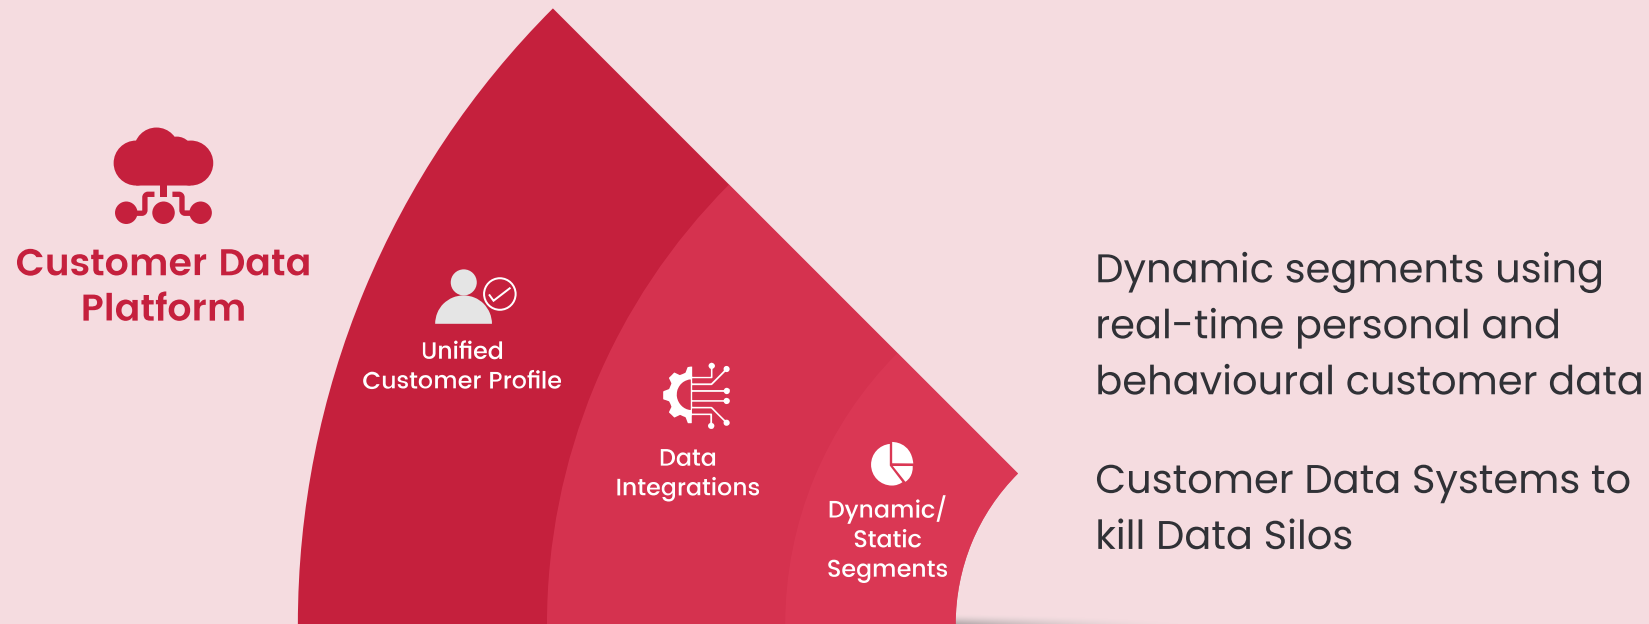 Customer Data
Platform
Unified
Customer Profile
Data
Integrations
Dynamic/
Static
Segments
Dynamic segments using
real-time personal and
behavioural customer data
Customer Data Systems to
kill Data Silos